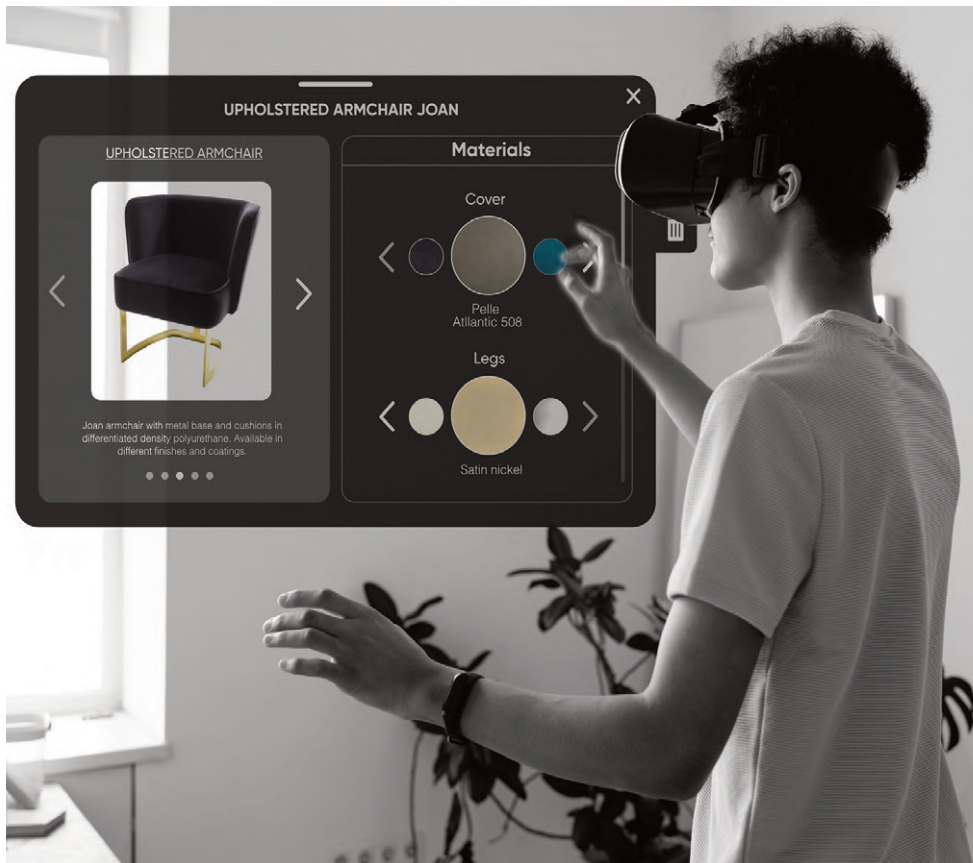 UPHOLSTERED ARMCHAIR JOAN
UPHOLSTERED ARMCHAIR
Joan armchair with metal base and cushions in
differentiated density polyurethane. Available in
different finishes and coatings.
Materials
Cover
Pelle
Atllantic 508
Legs
Satin nickel